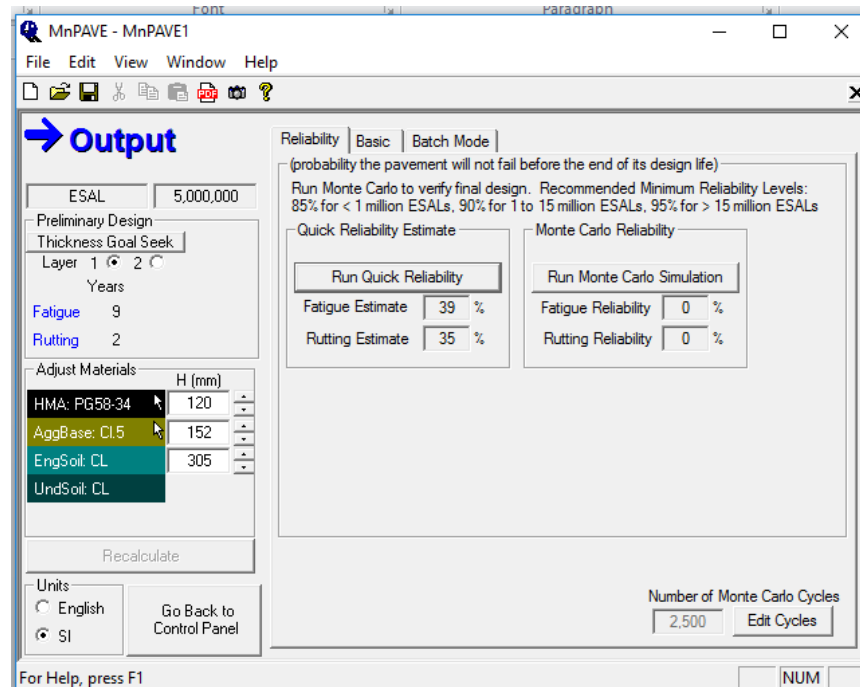 Font
Paragraph
MnPAVE - MnPAVE1
File Edit View Window Help
PDF
Output
ESAL 5,000,000
Preliminary Design
Thickness Goal Seek
Layer 1 2
Years
Fatigue 9
Rutting 2
Adjust Materials
H (mm)
HMA: PG58-34 120
AggBase: Cl.5 152
EngSoil: CL 305
UndSoil: CL
Recalculate
Units
English
SI
Go Back to
Control Panel
Reliability Basic Batch Mode
(probability the pavement will not fail before the end of its design life)
Run Monte Carlo to verify final design. Recommended Minimum Reliability Levels:
85% for < 1 million ESALs, 90% for 1 to 15 million ESALs, 95% for > 15 million ESALs
Quick Reliability Estimate
Run Quick Reliability
Fatigue Estimate 39 %
Rutting Estimate 35 %
Monte Carlo Reliability
Run Monte Carlo Simulation
Fatigue Reliability 0 %
Rutting Reliability 0 %
Number of Monte Carlo Cycles
2,500 Edit Cycles
For Help, press F1
NUM